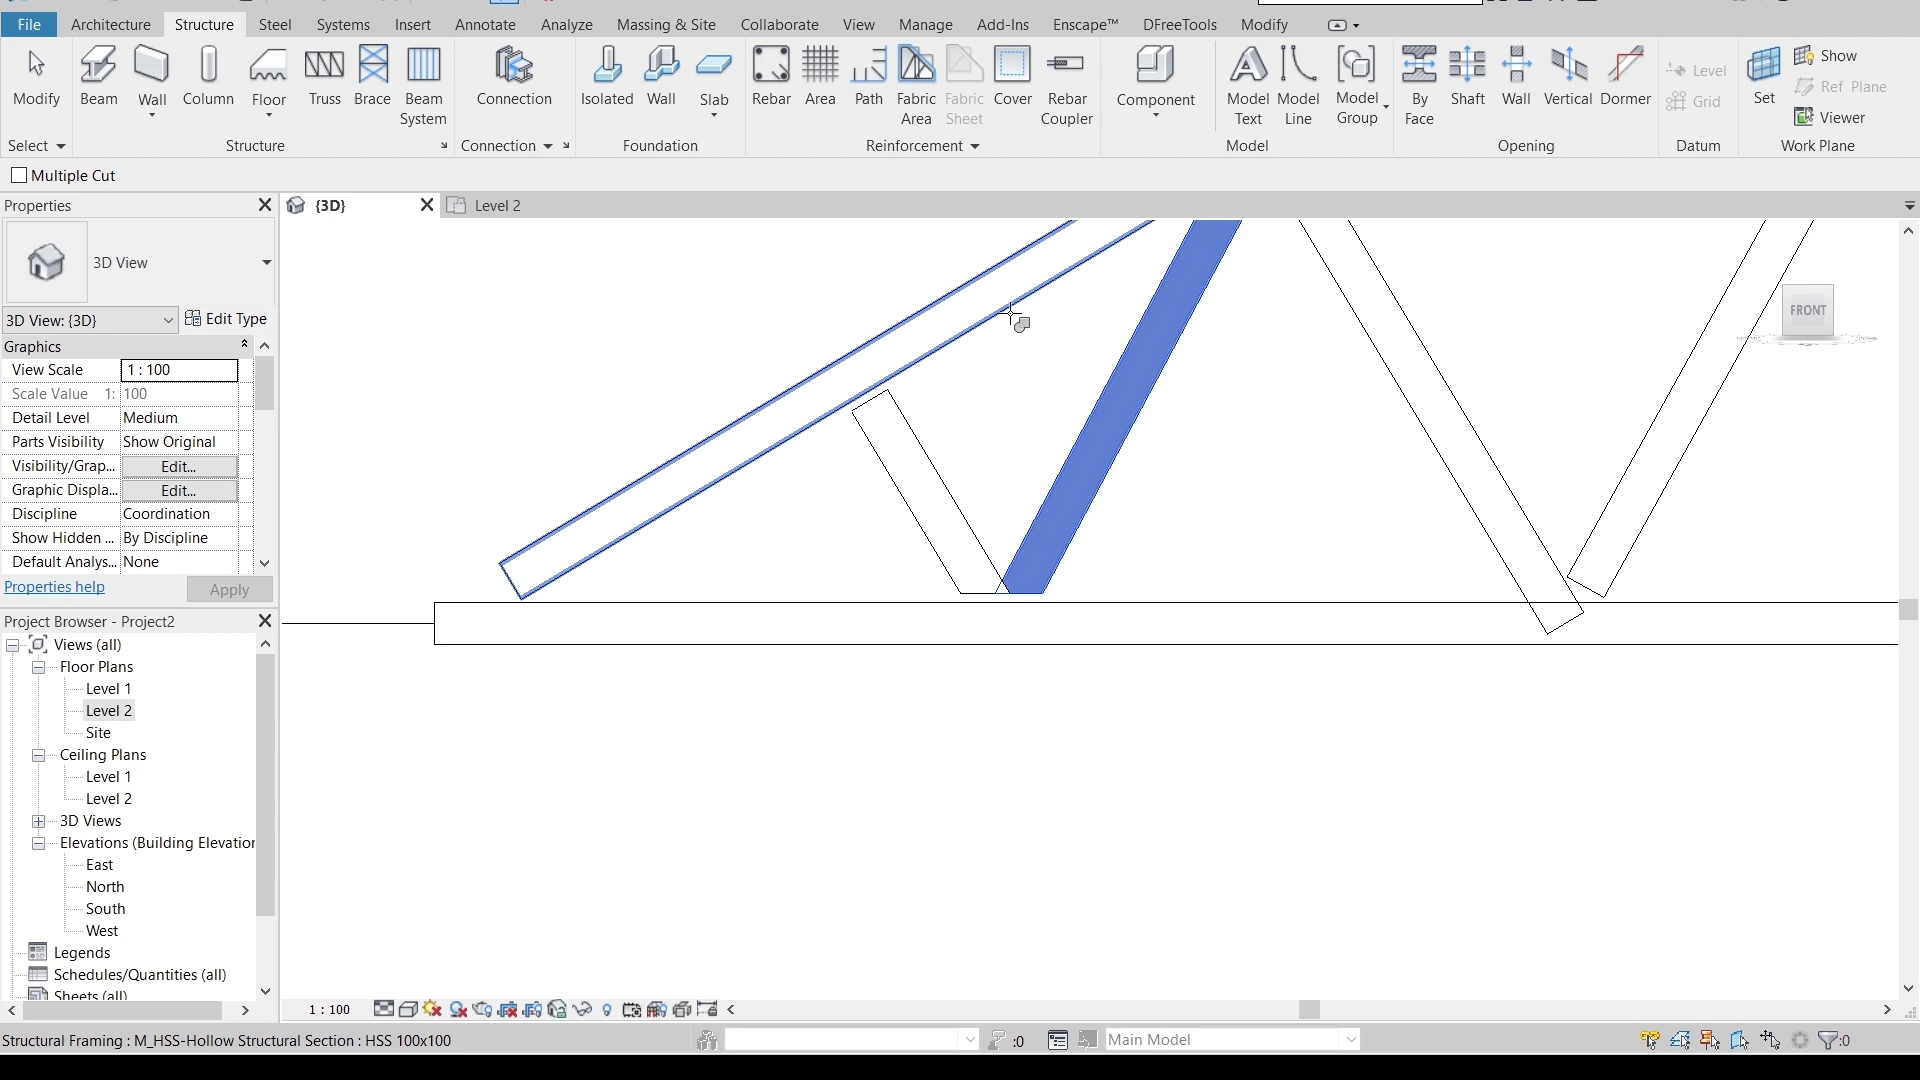 File Architecture Structure Steel Systems Insert Annotate Analyze Massing & Site Collaborate View Manage Add-Ins Enscape™ DFreeTools Modify
Modify Beam Wall Column Floor Truss Brace Beam System Connection Isolated Wall Slab Rebar Area Path Fabric Area Fabric Sheet Cover Rebar Coupler Component Model Text Model Line Model Group By Face Shaft Wall Vertical Dormer Level Grid Set Show Ref Plane Viewer
Select Structure Connection Foundation Reinforcement Model Opening Datum Work Plane
Multiple Cut
Properties {3D} Level 2
3D View
3D View: {3D} Edit Type
Graphics
View Scale 1 : 100
Scale Value 1: 100
Detail Level Medium
Parts Visibility Show Original
Visibility/Grap... Edit...
Graphic Displa... Edit...
Discipline Coordination
Show Hidden ... By Discipline
Default Analys... None
Properties help Apply
FRONT
Project Browser - Project2
Views (all)
Floor Plans
Level 1
Level 2
Site
Ceiling Plans
Level 1
Level 2
3D Views
Elevations (Building Elevation
East
North
South
West
Legends
Schedules/Quantities (all)
Sheets (all)
1 : 100
Structural Framing : M_HSS-Hollow Structural Section : HSS 100x100 :0 Main Model :0